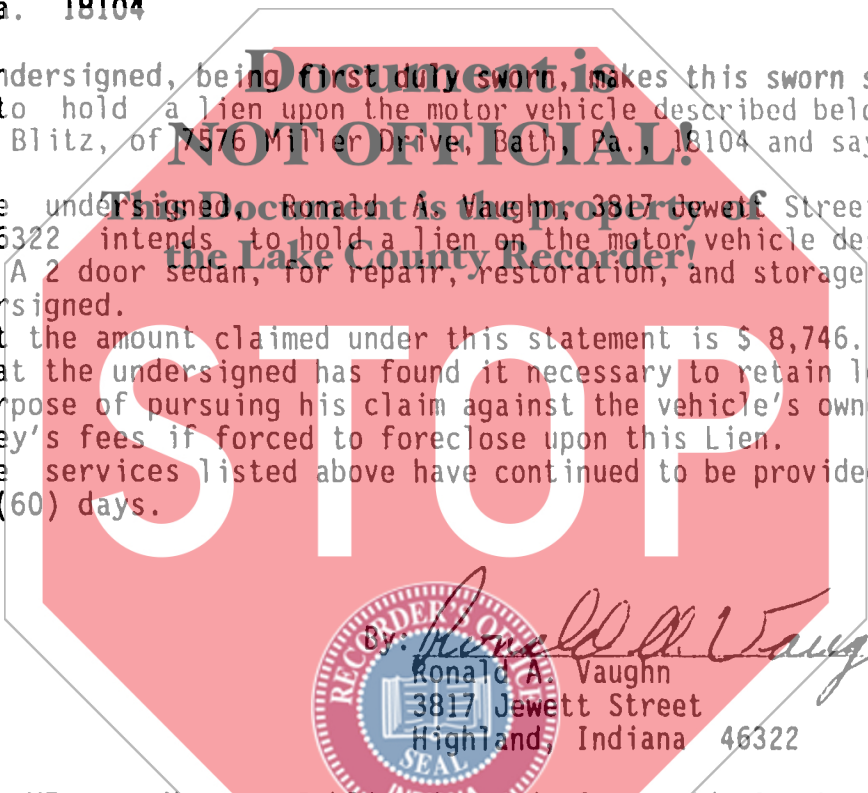 a. 18104
Document is
ndersigned, being first duly sworn, makes this sworn s
to hold a lien upon the motor vehicle described bel
NOT OFFICIAL!
Blitz, of 7576 Miller Drive, Bath, Pa., 18104 and say
This Document is the property of
e undersigned, Ronald A. Vaughn, 3817 Jewett Stree
6322 intends to hold a lien on the motor vehicle de
the Lake County Recorder!
A 2 door sedan, for repair, restoration, and storage
rsigned.
t the amount claimed under this statement is $ 8,746.
at the undersigned has found it necessary to retain l
rpose of pursuing his claim against the vehicle's own
ey's fees if forced to foreclose upon this Lien.
e services listed above have continued to be provide
(60) days.
STOP
By: Ronald A. Vaug
Ronald A. Vaughn
3817 Jewett Street
Highland, Indiana 46322
RECORDER'S OFFICE
SEAL
INDIANA